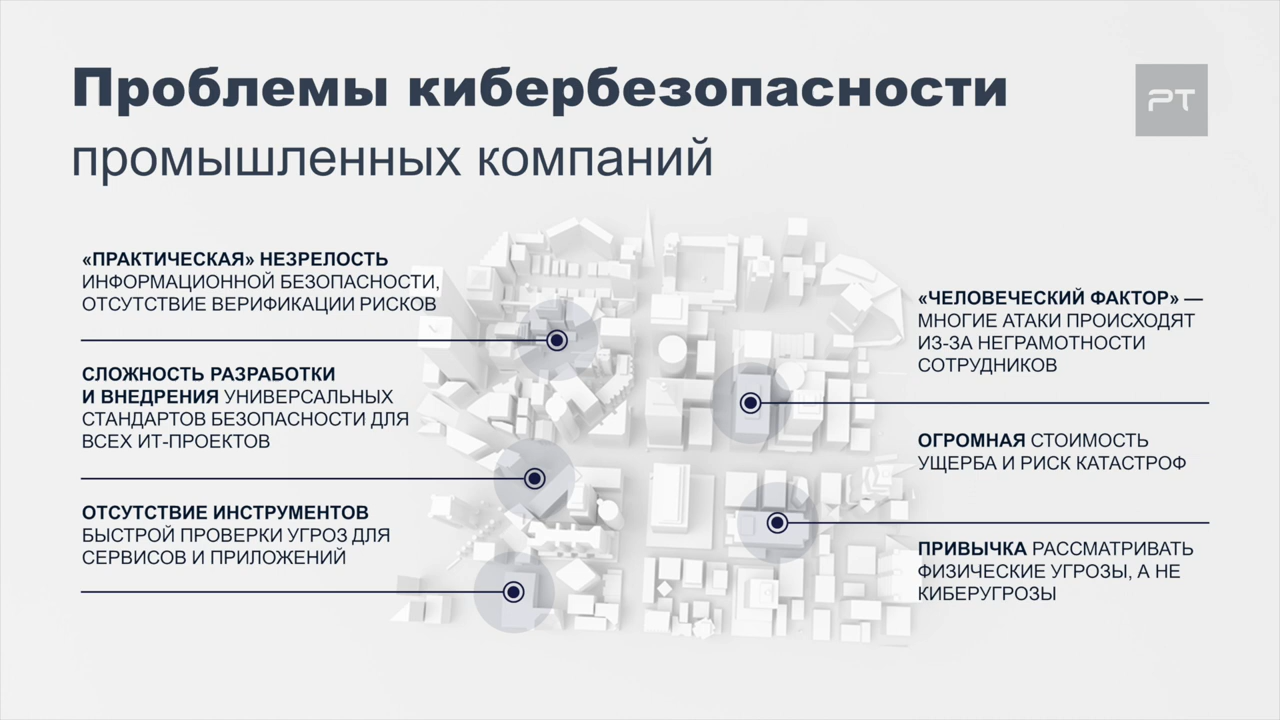 Проблемы кибербезопасности
промышленных компаний
PT
«ПРАКТИЧЕСКАЯ» НЕЗРЕЛОСТЬ
ИНФОРМАЦИОННОЙ БЕЗОПАСНОСТИ,
ОТСУТСТВИЕ ВЕРИФИКАЦИИ РИСКОВ
СЛОЖНОСТЬ РАЗРАБОТКИ
И ВНЕДРЕНИЯ УНИВЕРСАЛЬНЫХ
СТАНДАРТОВ БЕЗОПАСНОСТИ ДЛЯ
ВСЕХ ИТ-ПРОЕКТОВ
ОТСУТСТВИЕ ИНСТРУМЕНТОВ
БЫСТРОЙ ПРОВЕРКИ УГРОЗ ДЛЯ
СЕРВИСОВ И ПРИЛОЖЕНИЙ
«ЧЕЛОВЕЧЕСКИЙ ФАКТОР» —
МНОГИЕ АТАКИ ПРОИСХОДЯТ
ИЗ-ЗА НЕГРАМОТНОСТИ
СОТРУДНИКОВ
ОГРОМНАЯ СТОИМОСТЬ
УЩЕРБА И РИСК КАТАСТРОФ
ПРИВЫЧКА РАССМАТРИВАТЬ
ФИЗИЧЕСКИЕ УГРОЗЫ, А НЕ
КИБЕРУГРОЗЫ